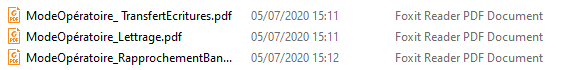 ModeOpératoire_ TransfertEcritures.pdf 05/07/2020 15:11 Foxit Reader PDF Document
ModeOpératoire_Lettrage.pdf 05/07/2020 15:11 Foxit Reader PDF Document
ModeOpératoire_RapprochementBan... 05/07/2020 15:12 Foxit Reader PDF Document